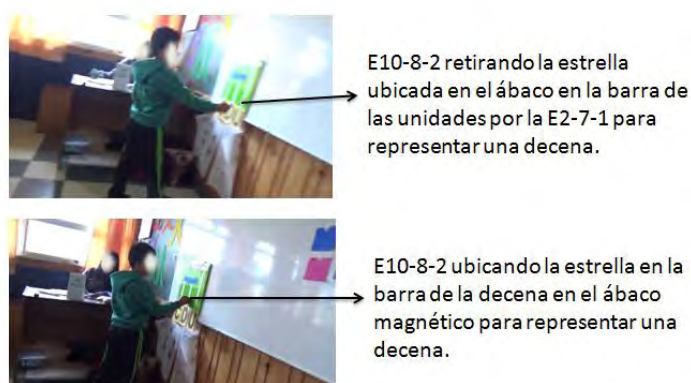 E10-8-2 retirando la estrella
ubicada en el ábaco en la barra de
las unidades por la E2-7-1 para
representar una decena.
E10-8-2 ubicando la estrella en la
barra de la decena en el ábaco
magnético para representar una
decena.